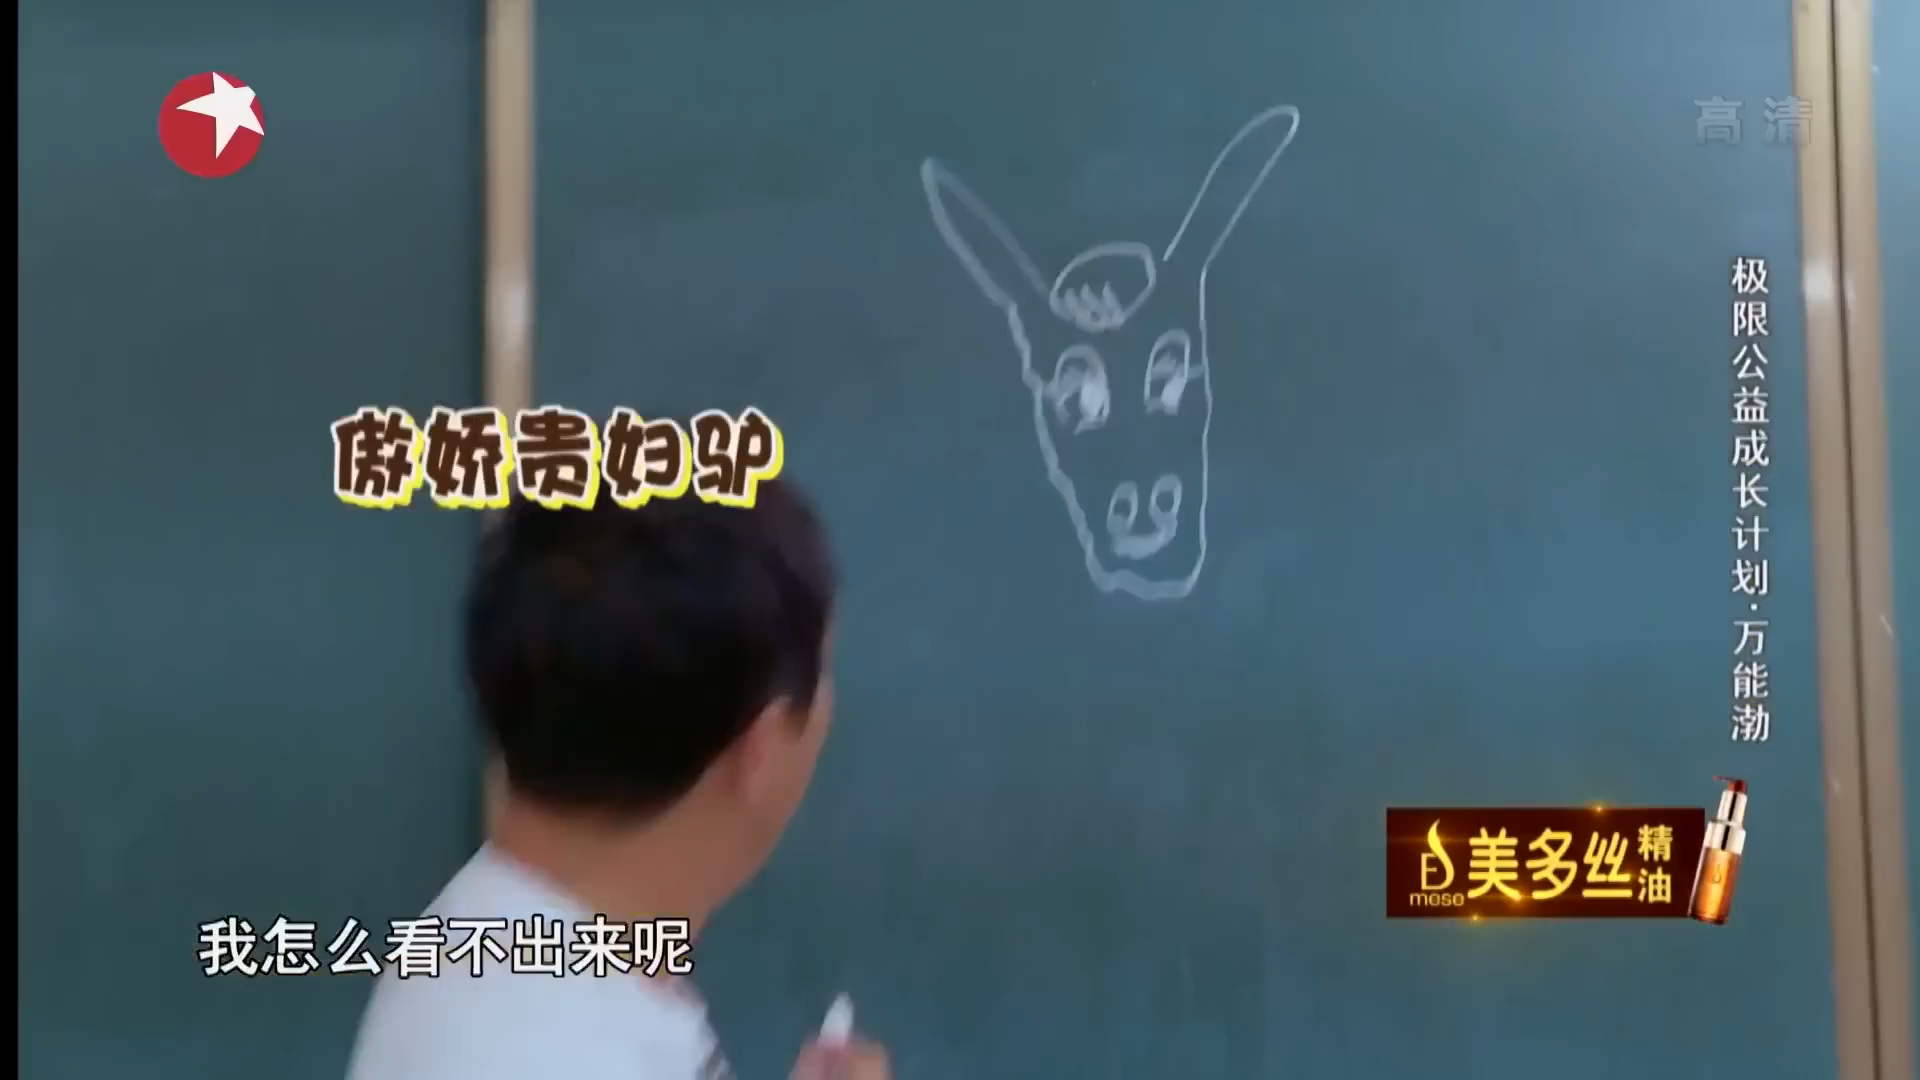 高清
极限公益成长计划·万能渤
傲娇贵妇驴
美多丝
精油
mese
我怎么看不出来呢